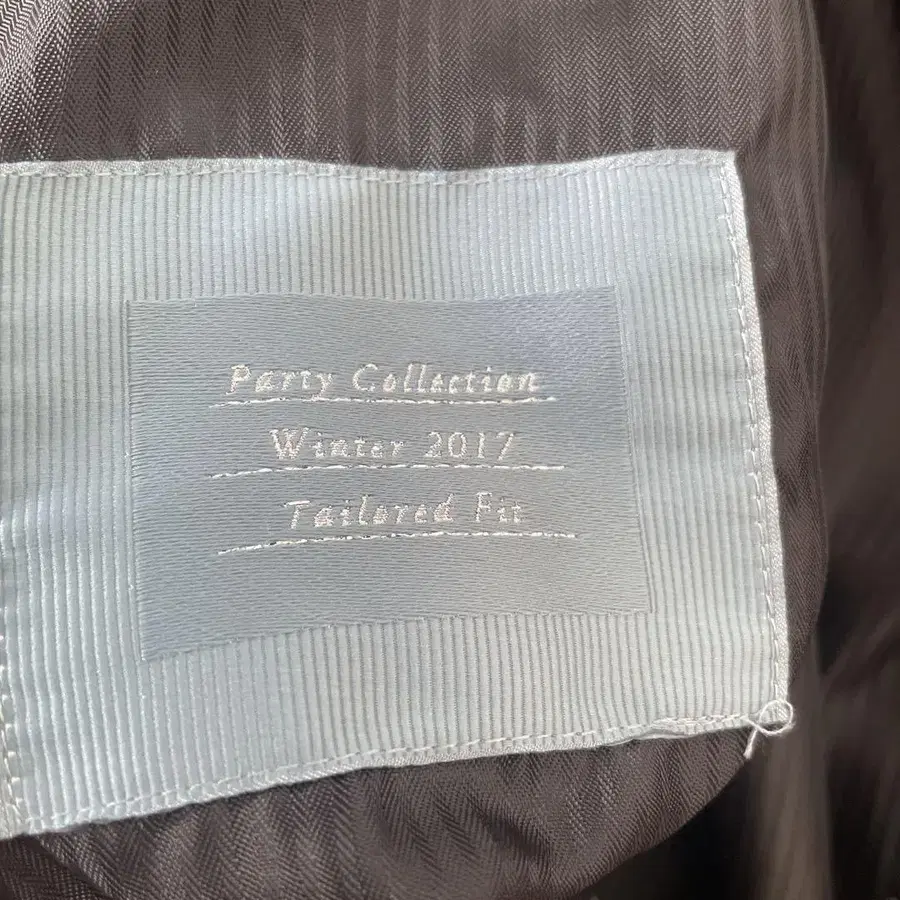 Party Collection
Winter 2017
Tailored Fit